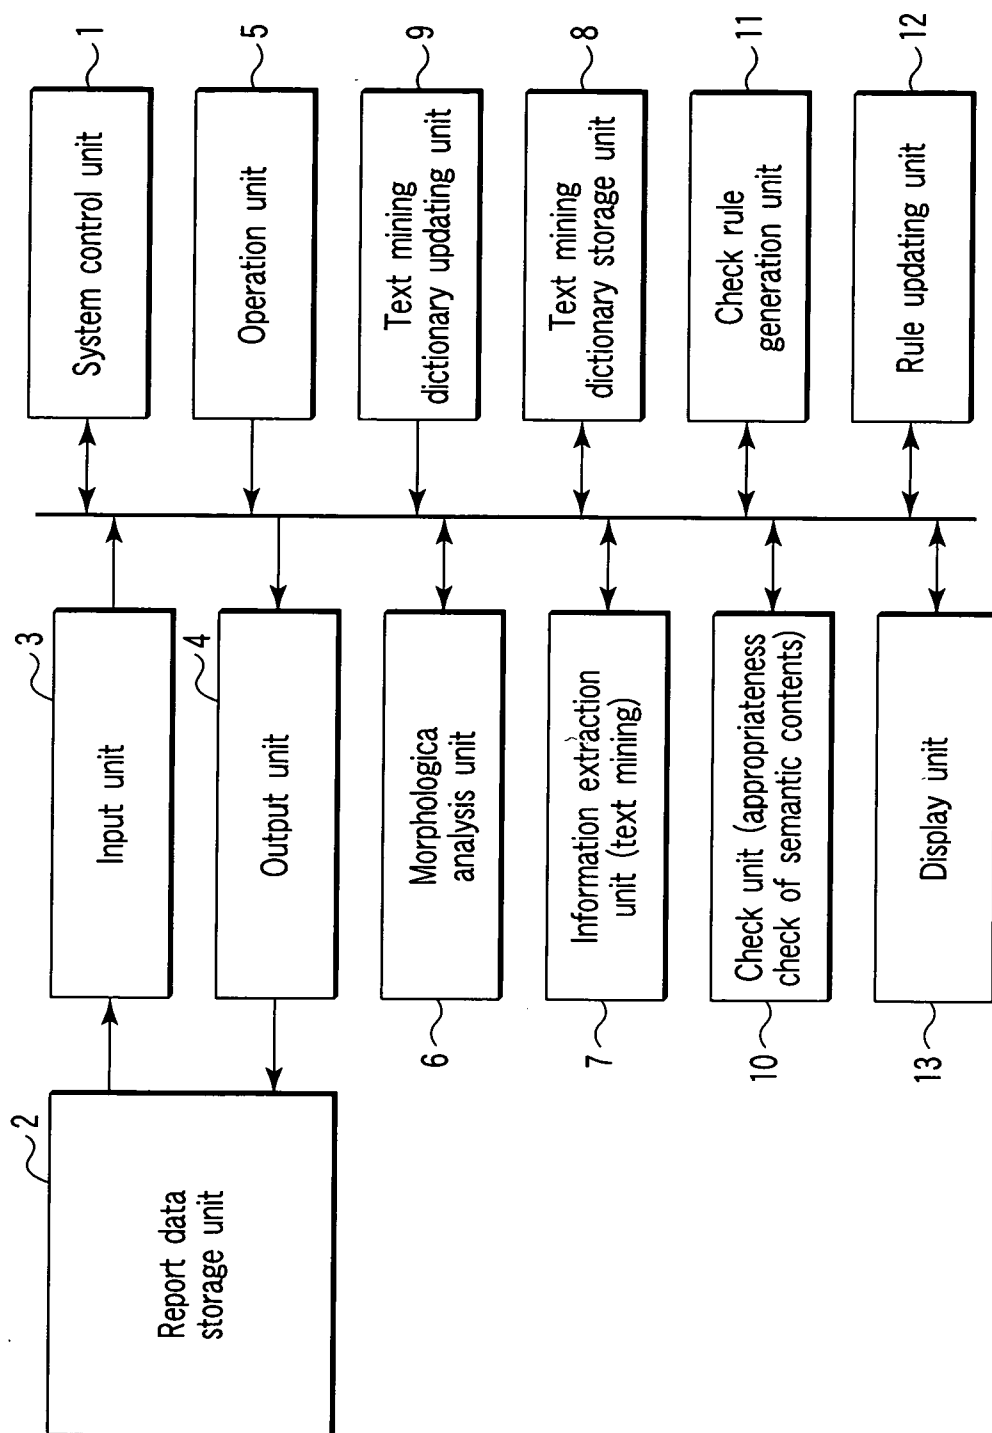 2
Report data
storage unit
3
Input unit
4
Output unit
Morphologica
analysis unit
6
Information extraction
unit (text mining)
7
Check unit (appropriateness
check of semantic contents)
10
Display unit
13
System control unit
1
Operation unit
5
Text mining
dictionary updating unit
9
Text mining
dictionary storage unit
8
Check rule
generation unit
11
Rule updating unit
12